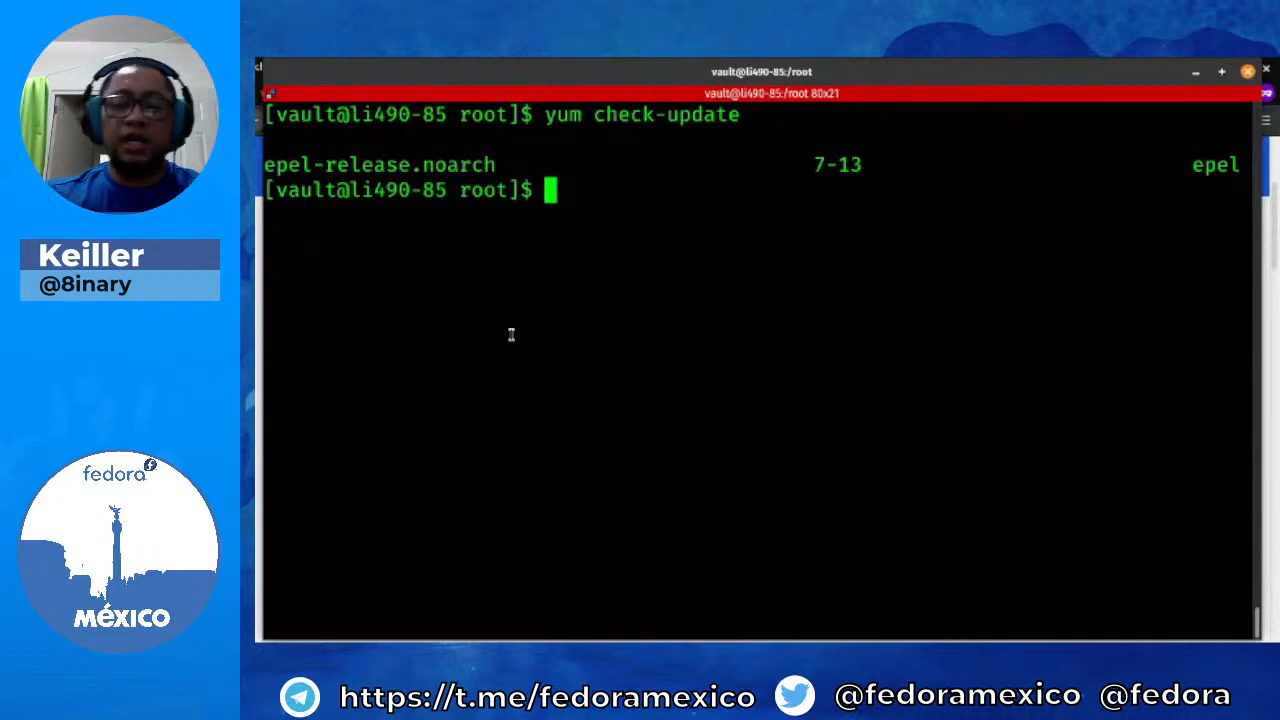 vault@li490-85:/root
vault@li490-85:/root 80x21
[vault@li490-85 root]$ yum check-update
epel-release.noarch 7-13 epel
[vault@li490-85 root]$
Keiller
@8inary
fedora
MÉXICO
https://t.me/fedoramexico @fedoramexico @fedora